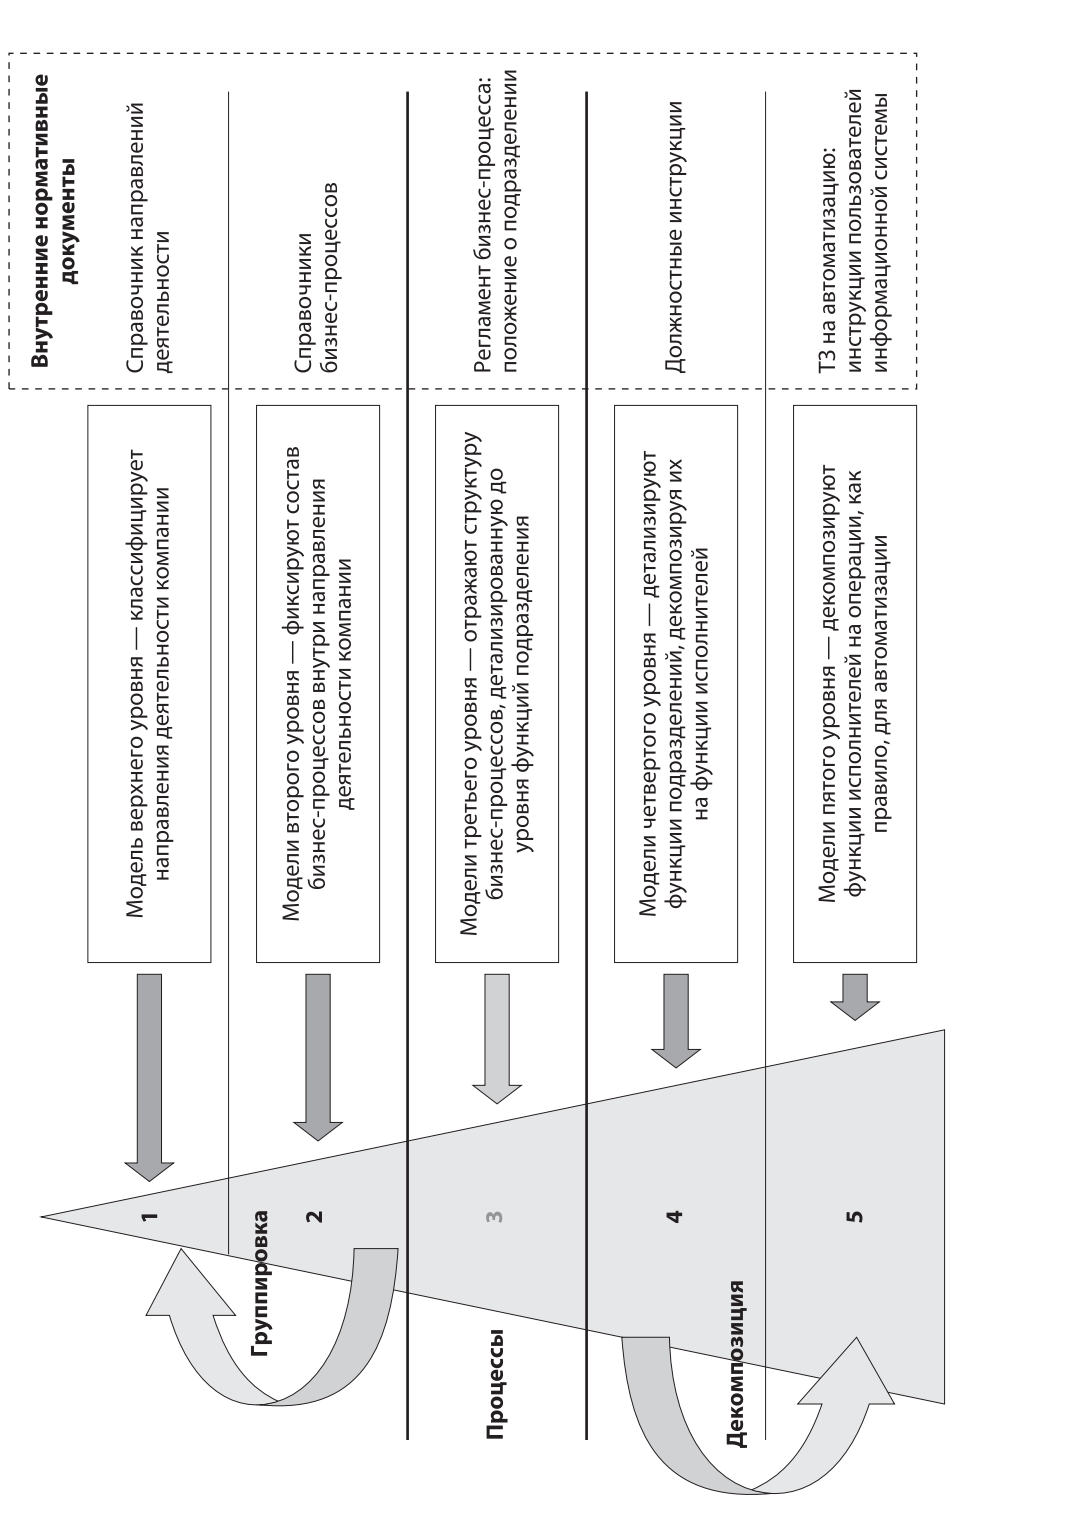 Внутренние нормативные
документы
1
Модель верхнего уровня — классифицирует
направления деятельности компании
Справочник направлений
деятельности
Группировка
2
Модели второго уровня — фиксируют состав
бизнес-процессов внутри направления
деятельности компании
Справочники
бизнес-процессов
Процессы
3
Модели третьего уровня — отражают структуру
бизнес-процессов, детализированную до
уровня функций подразделения
Регламент бизнес-процесса:
положение о подразделении
4
Модели четвертого уровня — детализируют
функции подразделений, декомпозируя их
на функции исполнителей
Должностные инструкции
Декомпозиция
5
Модели пятого уровня — декомпозируют
функции исполнителей на операции, как
правило, для автоматизации
ТЗ на автоматизацию:
инструкции пользователей
информационной системы